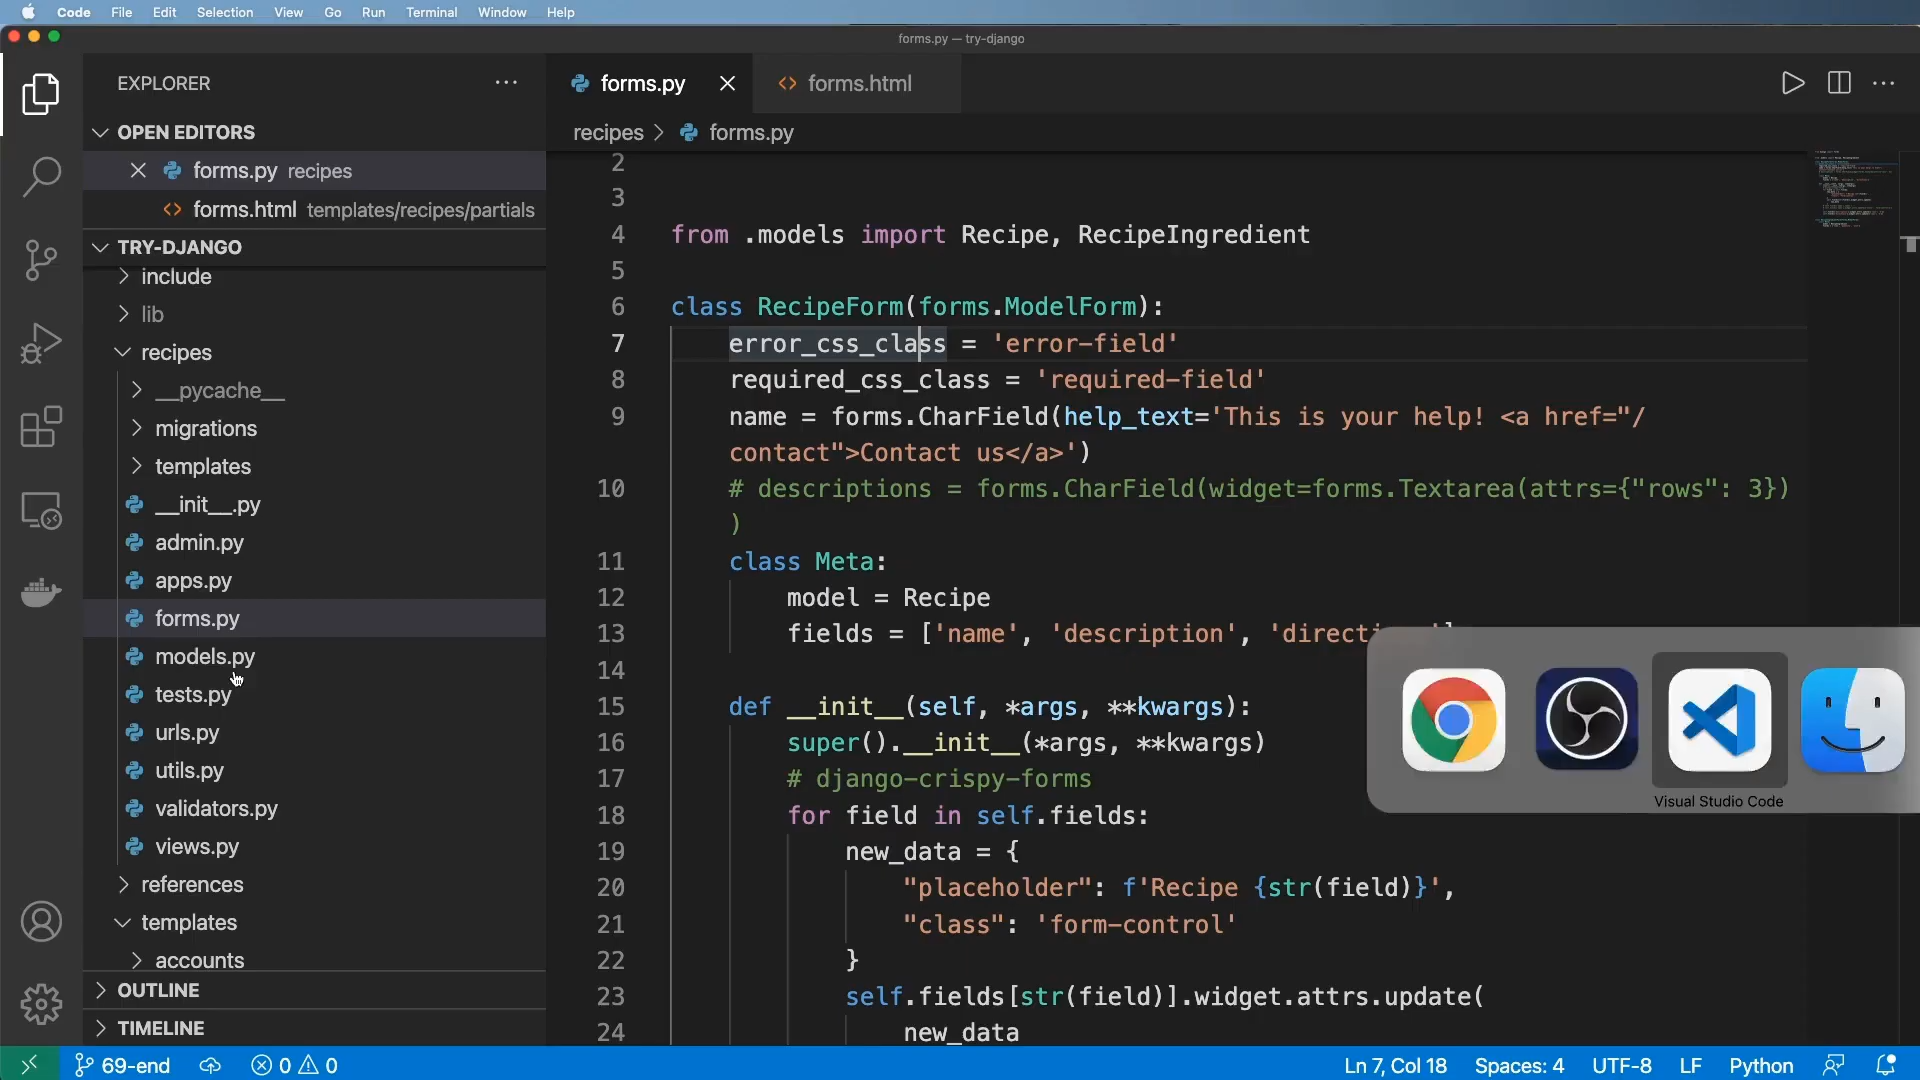 Code File Edit Selection View Go Run Terminal Window Help
forms.py — try-django
EXPLORER
OPEN EDITORS
forms.py recipes
forms.html templates/recipes/partials
TRY-DJANGO
include
lib
recipes
__pycache__
migrations
templates
__init__.py
admin.py
apps.py
forms.py
models.py
tests.py
urls.py
utils.py
validators.py
views.py
references
templates
accounts
OUTLINE
TIMELINE
forms.py
forms.html
recipes > forms.py
2
3
4 from .models import Recipe, RecipeIngredient
5
6 class RecipeForm(forms.ModelForm):
7 error_css_class = 'error-field'
8 required_css_class = 'required-field'
9 name = forms.CharField(help_text='This is your help! <a href="/
contact">Contact us</a>')
10 # descriptions = forms.CharField(widget=forms.Textarea(attrs={"rows": 3})
)
11 class Meta:
12 model = Recipe
13 fields = ['name', 'description', 'direct
14
15 def __init__(self, *args, **kwargs):
16 super().__init__(*args, **kwargs)
17 # django-crispy-forms
18 for field in self.fields:
19 new_data = {
20 "placeholder": f'Recipe {str(field)}',
21 "class": 'form-control'
22 }
23 self.fields[str(field)].widget.attrs.update(
24 new_data
Visual Studio Code
69-end 0 0
Ln 7, Col 18 Spaces: 4 UTF-8 LF Python